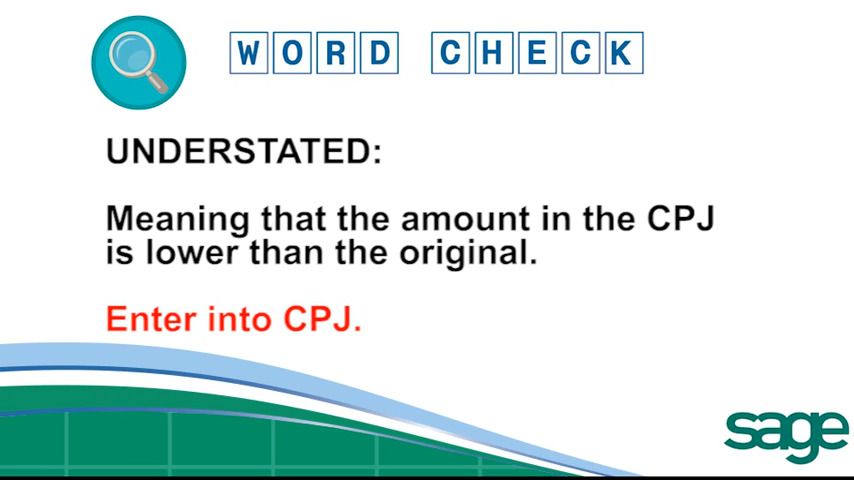 WORD CHECK
UNDERSTATED:
Meaning that the amount in the CPJ
is lower than the original.
Enter into CPJ.
sage